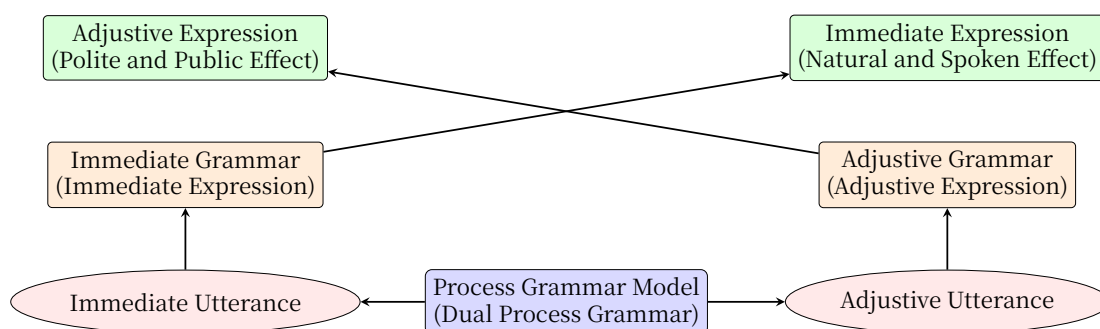 Adjustive Expression
(Polite and Public Effect)
Immediate Expression
(Natural and Spoken Effect)
Immediate Grammar
(Immediate Expression)
Adjustive Grammar
(Adjustive Expression)
Immediate Utterance
Process Grammar Model
(Dual Process Grammar)
Adjustive Utterance